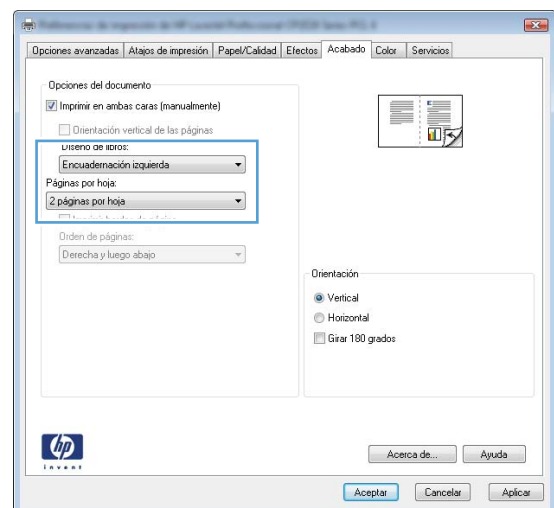 Opciones avanzadas Atajos de impresión Papel/Calidad Efectos Acabado Color Servicios
Opciones del documento
Imprimir en ambas caras (manualmente)
Orientación vertical de las páginas
Diseño de libros:
Encuadernación izquierda
Páginas por hoja:
2 páginas por hoja
Orden de páginas:
Derecha y luego abajo
Orientación
Vertical
Horizontal
Girar 180 grados
hp
invent
Acerca de... Ayuda
Aceptar Cancelar Aplicar